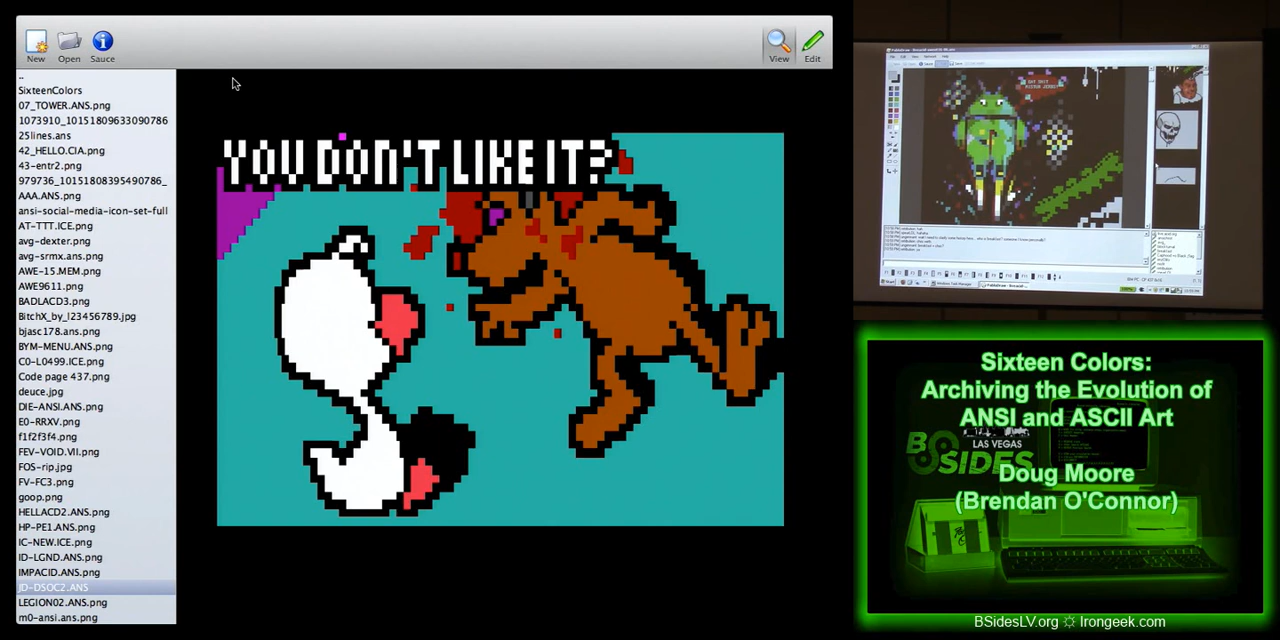 New
Open
Sauce
View
Edit
..
SixteenColors
07_TOWER.ANS.png
1073910_10151809633090786
25lines.ans
42_HELLO.CIA.png
43-entr2.png
979736_10151808395490786_
AAA.ANS.png
ansi-social-media-icon-set-full
AT-TTT.ICE.png
avg-dexter.png
avg-srmx.ans.png
AWE-15.MEM.png
AWE9611.png
BADLACD3.png
BitchX_by_l23456789r.jpg
bjasc178.ans.png
BYM-MENU.ANS.png
C0-L0499.ICE.png
Code page 437.png
deuce.jpg
DIE-ANSI.ANS.png
E0-RRXV.png
f1f2f3f4.png
FEV-VOID.VII.png
FOS-rip.jpg
FV-FC3.png
goop.png
HELLACD2.ANS.png
HP-PE1.ANS.png
IC-NEW.ICE.png
ID-LGND.ANS.png
IMPACID.ANS.png
JD-DSOC2.ANS
LEGION02.ANS.png
m0-ansi.ans.png
YOU DON'T LIKE IT?
EAT SHIT
MISTER JERRY!
Sixteen Colors:
Archiving the Evolution of
ANSI and ASCII Art
LAS VEGAS
BSIDES
Doug Moore
(Brendan O'Connor)
BSidesLV.org ☼ Irongeek.com